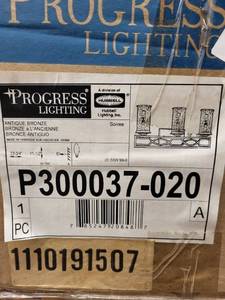 PROGRESS
LIGHTING
PROGRESS
LIGHTING
A division of
HUBBELL
Hubbell
Lighting Inc.
ANTIQUE BRONZE
BRONZE A L'ANCIENNE
BRONCE ANTIGUO
Soiree
P300037-020
1
PC
A
1110191507